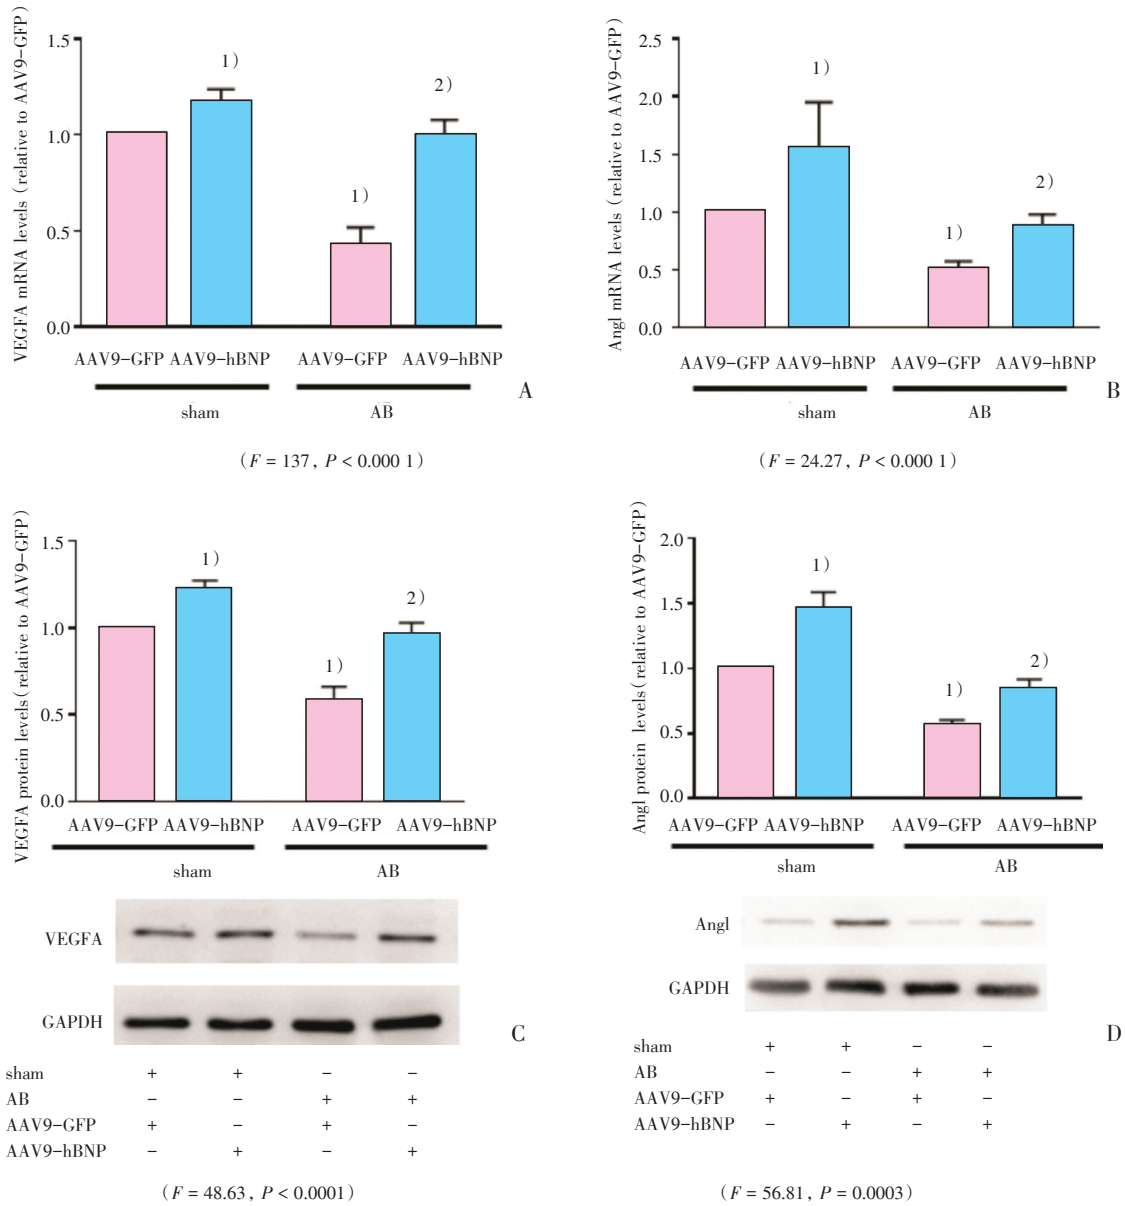 VEGFA mRNA levels (relative to AAV9-GFP)
1.5
1.0
0.5
0.0
1)
1)
2)
AAV9-GFP AAV9-hBNP AAV9-GFP AAV9-hBNP
sham AB
A
(F = 137, P < 0.000 1)
Angl mRNA levels (relative to AAV9-GFP)
2.5
2.0
1.5
1.0
0.5
0.0
1)
1)
2)
AAV9-GFP AAV9-hBNP AAV9-GFP AAV9-hBNP
sham AB
B
(F = 24.27, P < 0.000 1)
VEGFA protein levels(relative to AAV9-GFP)
1.5
1.0
0.5
0.0
1)
1)
2)
AAV9-GFP AAV9-hBNP AAV9-GFP AAV9-hBNP
sham AB
VEGFA
GAPDH
C
sham + + − −
AB − − + +
AAV9-GFP + − + −
AAV9-hBNP − + − +
(F = 48.63, P < 0.0001)
Angl protein levels(relative to AAV9-GFP)
2.0
1.5
1.0
0.5
0.0
1)
1)
2)
AAV9-GFP AAV9-hBNP AAV9-GFP AAV9-hBNP
sham AB
Angl
GAPDH
D
sham + + − −
AB − − + +
AAV9-GFP + − + −
AAV9-hBNP − + − +
(F = 56.81, P = 0.0003)